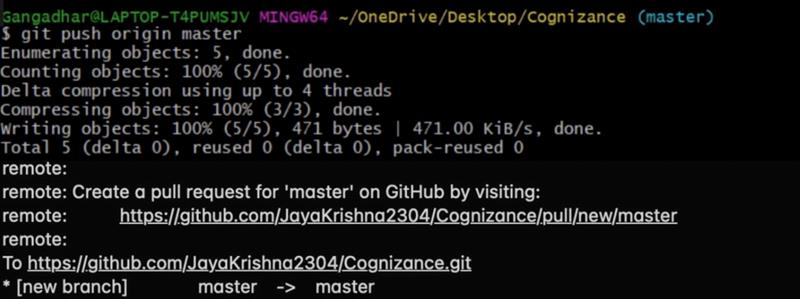 Gangadhar@LAPTOP-T4PUMSJV MINGW64 ~/OneDrive/Desktop/Cognizance (master)
$ git push origin master
Enumerating objects: 5, done.
Counting objects: 100% (5/5), done.
Delta compression using up to 4 threads
Compressing objects: 100% (3/3), done.
Writing objects: 100% (5/5), 471 bytes | 471.00 KiB/s, done.
Total 5 (delta 0), reused 0 (delta 0), pack-reused 0
remote:
remote: Create a pull request for 'master' on GitHub by visiting:
remote: https://github.com/JayaKrishna2304/Cognizance/pull/new/master
remote:
To https://github.com/JayaKrishna2304/Cognizance.git
* [new branch] master -> master